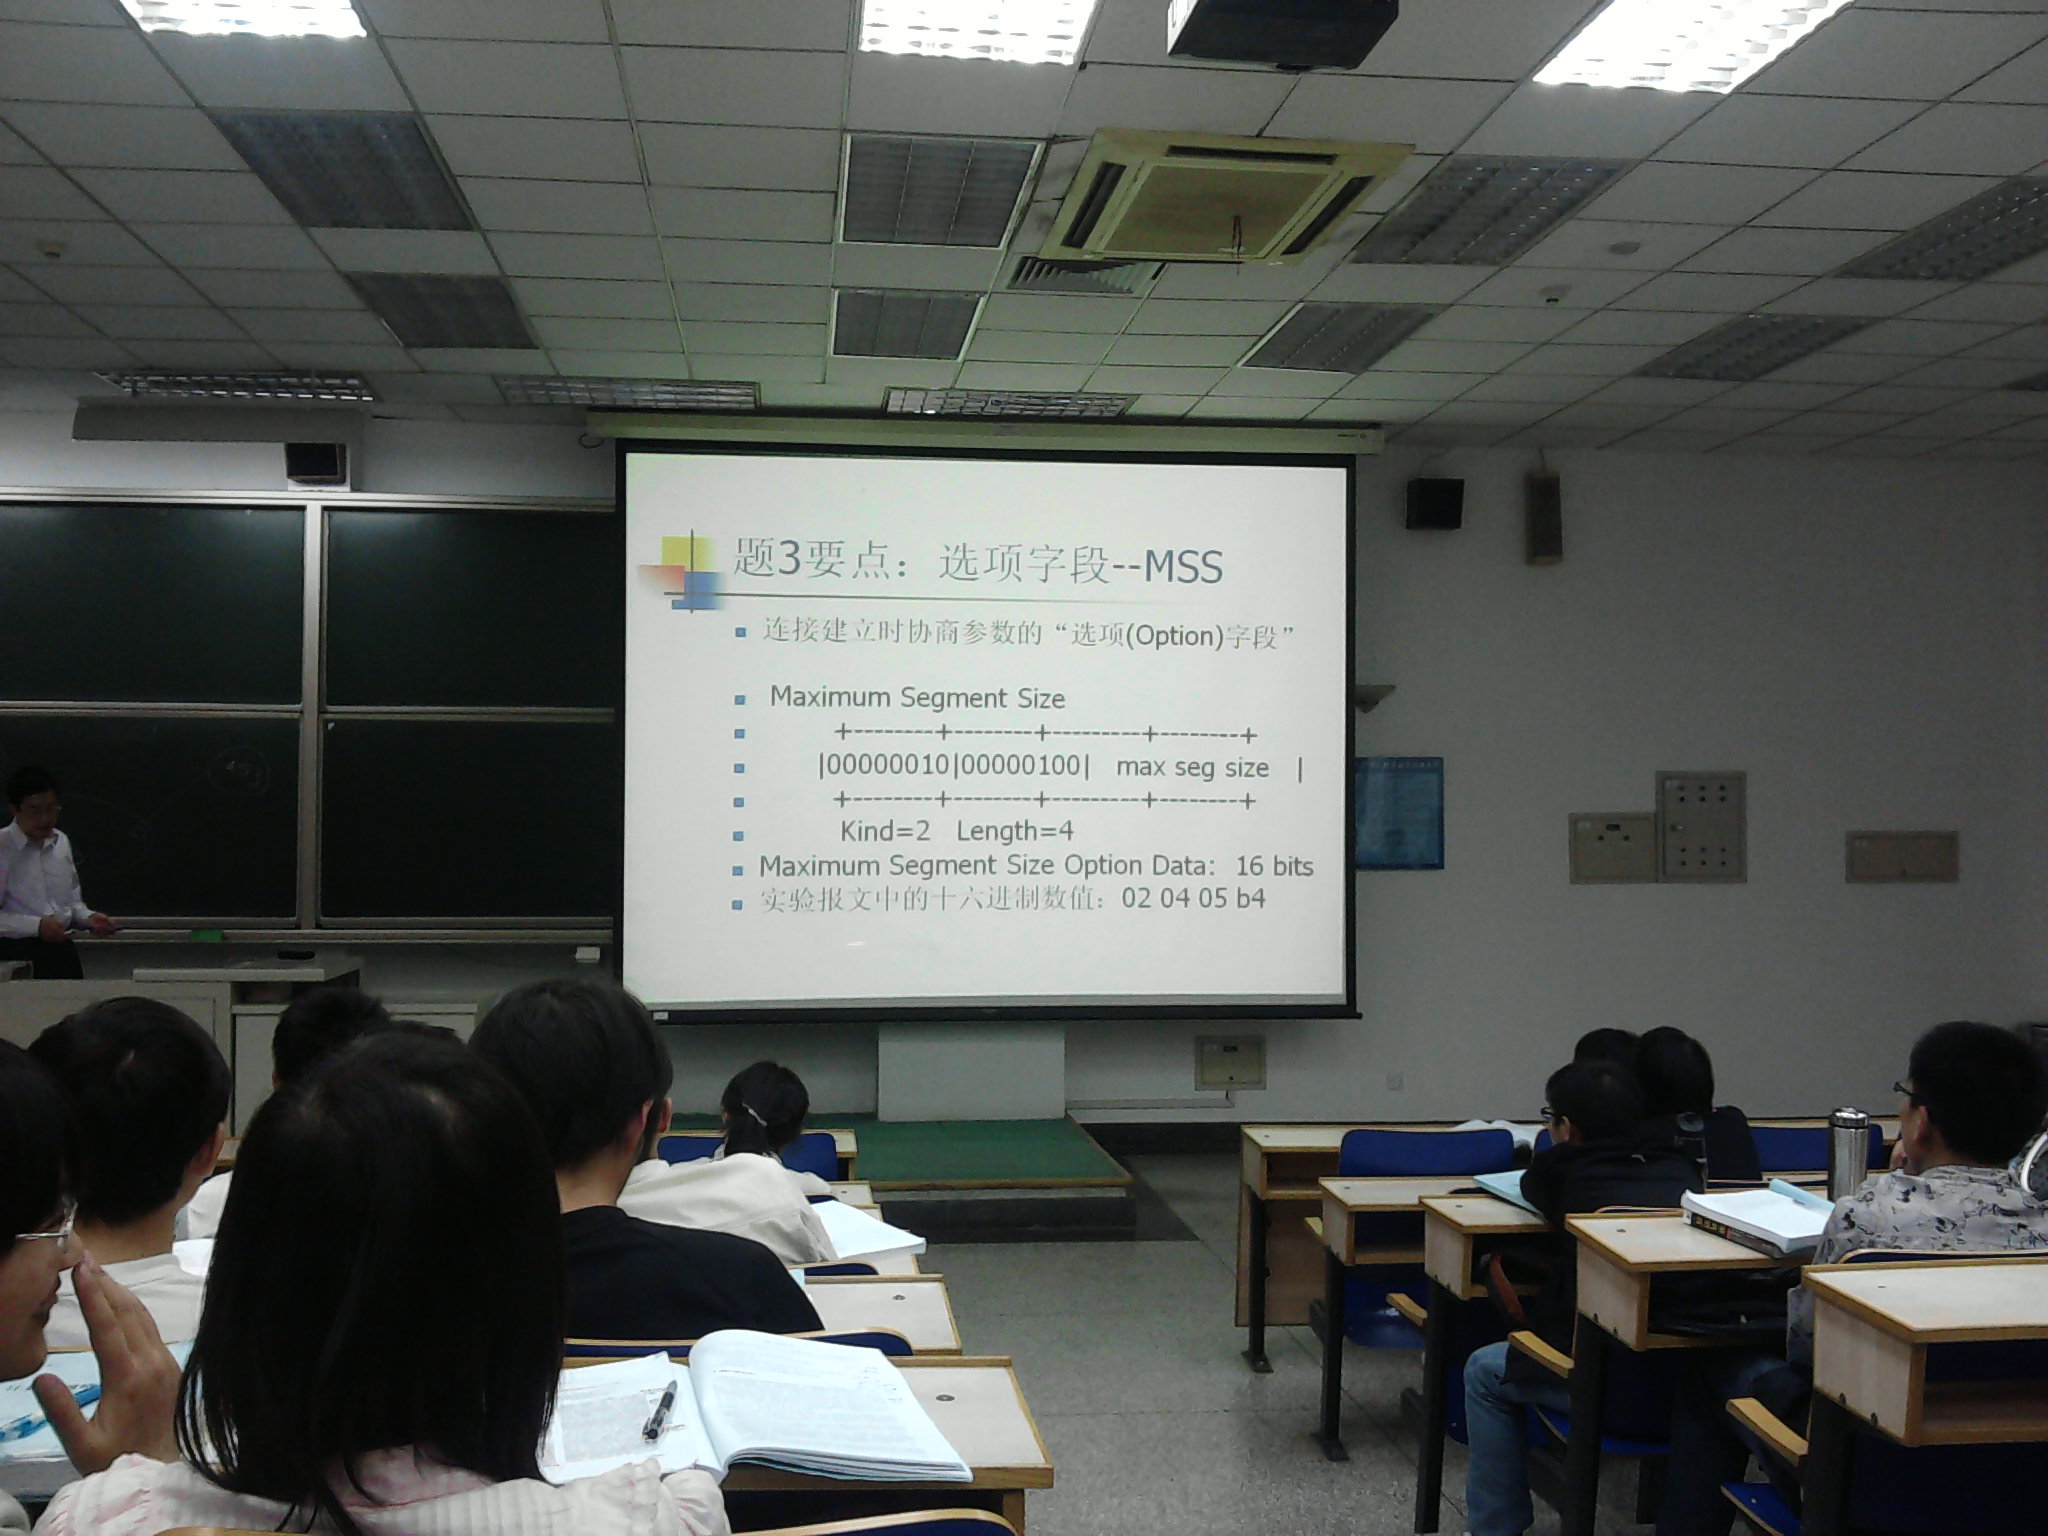 题3要点：选项字段--MSS
连接建立时协商参数的“选项(Option)字段”
Maximum Segment Size
+--------+--------+---------+--------+
|00000010|00000100|   max seg size   |
+--------+--------+---------+--------+
Kind=2   Length=4
Maximum Segment Size Option Data: 16 bits
实验报文中的十六进制数值：02 04 05 b4